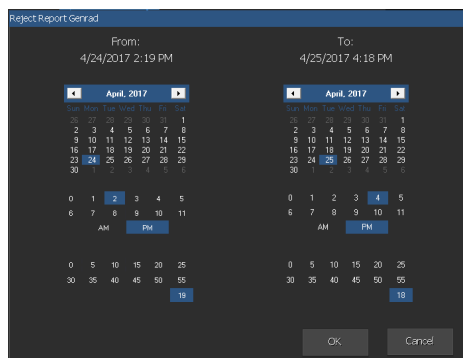 Reject Report Genrad
From:
4/24/2017 2:19 PM
April, 2017
Sun Mon Tue Wed Thu Fri Sat
26 27 28 29 30 31 1
2 3 4 5 6 7 8
9 10 11 12 13 14 15
16 17 18 19 20 21 22
23 24 25 26 27 28 29
30 1 2 3 4 5 6
0 1 2 3 4 5
6 7 8 9 10 11
AM PM
0 5 10 15 20 25
30 35 40 45 50 55
19
To:
4/25/2017 4:18 PM
April, 2017
Sun Mon Tue Wed Thu Fri Sat
26 27 28 29 30 31 1
2 3 4 5 6 7 8
9 10 11 12 13 14 15
16 17 18 19 20 21 22
23 24 25 26 27 28 29
30 1 2 3 4 5 6
0 1 2 3 4 5
6 7 8 9 10 11
AM PM
0 5 10 15 20 25
30 35 40 45 50 55
18
OK Cancel